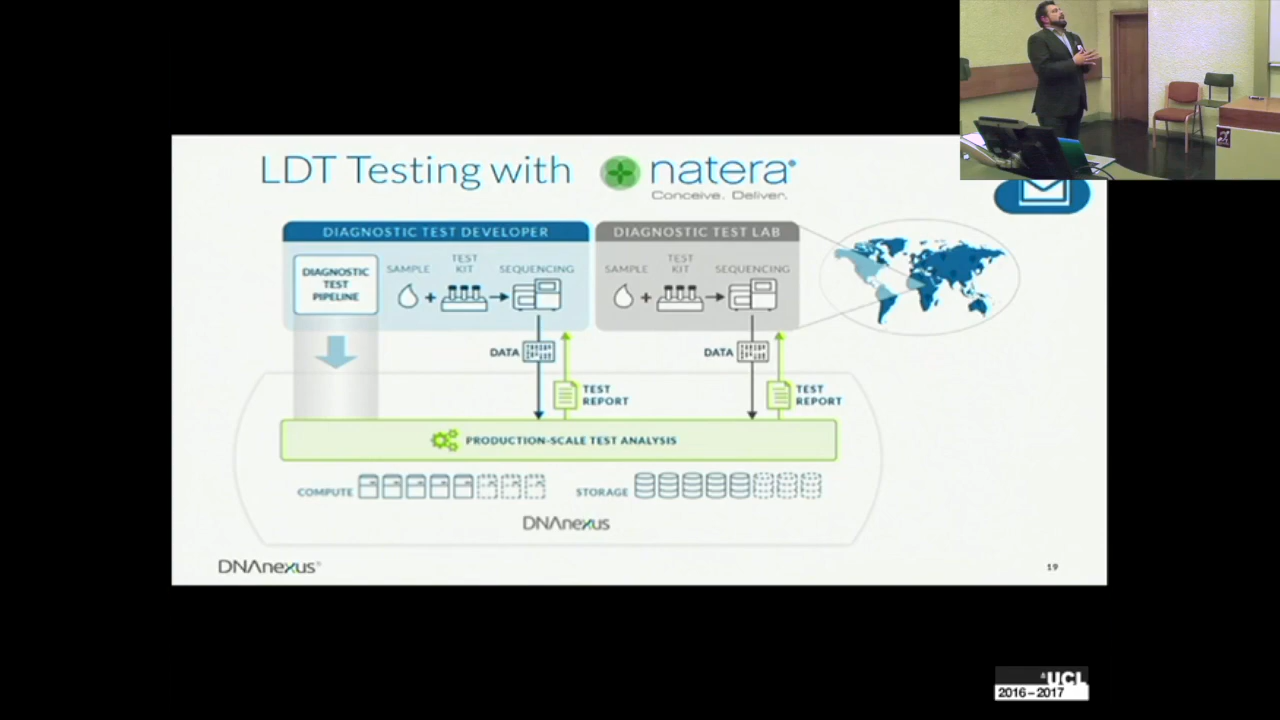 LDT Testing with natera®
Conceive. Deliver.
DIAGNOSTIC TEST DEVELOPER
DIAGNOSTIC TEST LAB
DIAGNOSTIC
TEST
PIPELINE
SAMPLE
TEST
KIT
SEQUENCING
SAMPLE
TEST
KIT
SEQUENCING
DATA
TEST
REPORT
DATA
TEST
REPORT
PRODUCTION-SCALE TEST ANALYSIS
COMPUTE
STORAGE
DNAnexus
DNAnexus®
19
UCL
2016–2017